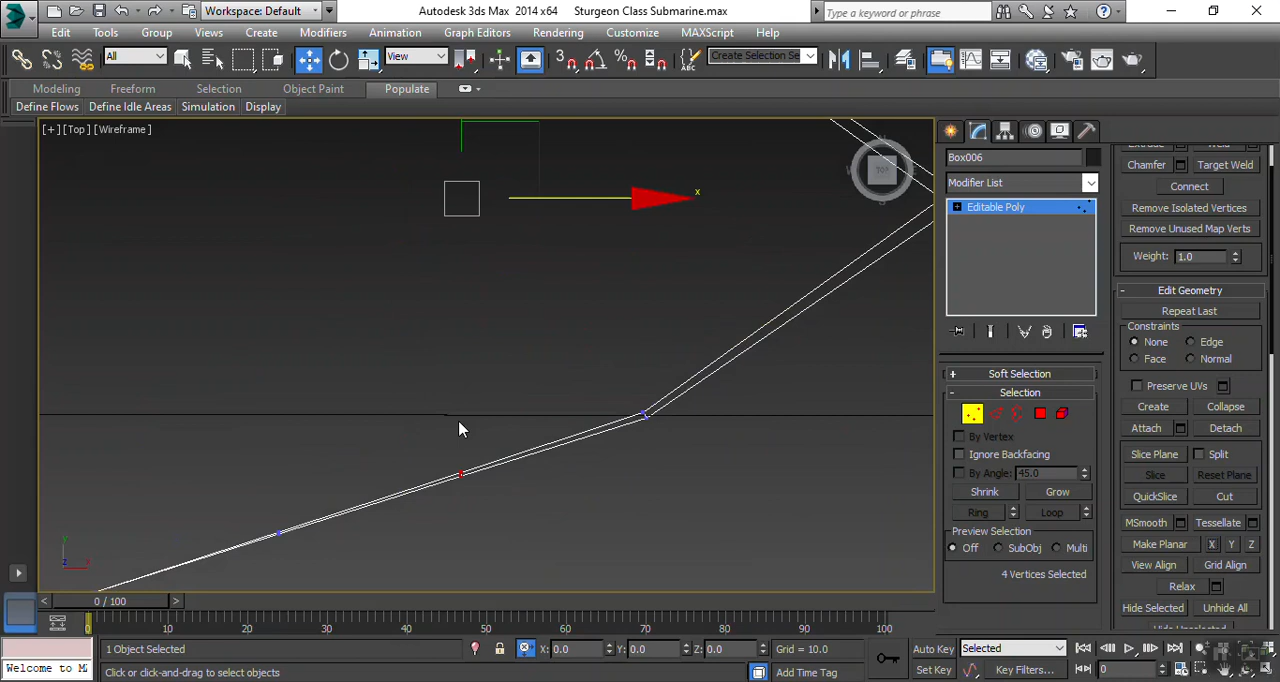 Workspace: Default
Autodesk 3ds Max 2014 x64 Sturgeon Class Submarine.max
Type a keyword or phrase
Edit Tools Group Views Create Modifiers Animation Graph Editors Rendering Customize MAXScript Help
All
View
3
Create Selection Se
Modeling Freeform Selection Object Paint Populate
Define Flows Define Idle Areas Simulation Display
[+] [Top] [Wireframe]
x
TOP
Box006
Modifier List
Editable Poly
Chamfer Target Weld
Connect
Remove Isolated Vertices
Remove Unused Map Verts
Weight: 1.0
Edit Geometry
Repeat Last
Constraints
None Edge
Face Normal
Preserve UVs
Create Collapse
Attach Detach
Slice Plane Split
Slice Reset Plane
QuickSlice Cut
MSmooth Tessellate
Make Planar X Y Z
View Align Grid Align
Relax
Hide Selected Unhide All
Soft Selection
Selection
By Vertex
Ignore Backfacing
By Angle: 45.0
Shrink Grow
Ring Loop
Preview Selection
Off SubObj Multi
4 Vertices Selected
0 / 100
0 10 20 30 40 50 60 70 80 90 100
1 Object Selected
X: 0.0 Y: 0.0 Z: 0.0 Grid = 10.0
Auto Key Selected
Welcome to M
Click or click-and-drag to select objects
Add Time Tag
Set Key Key Filters...
0